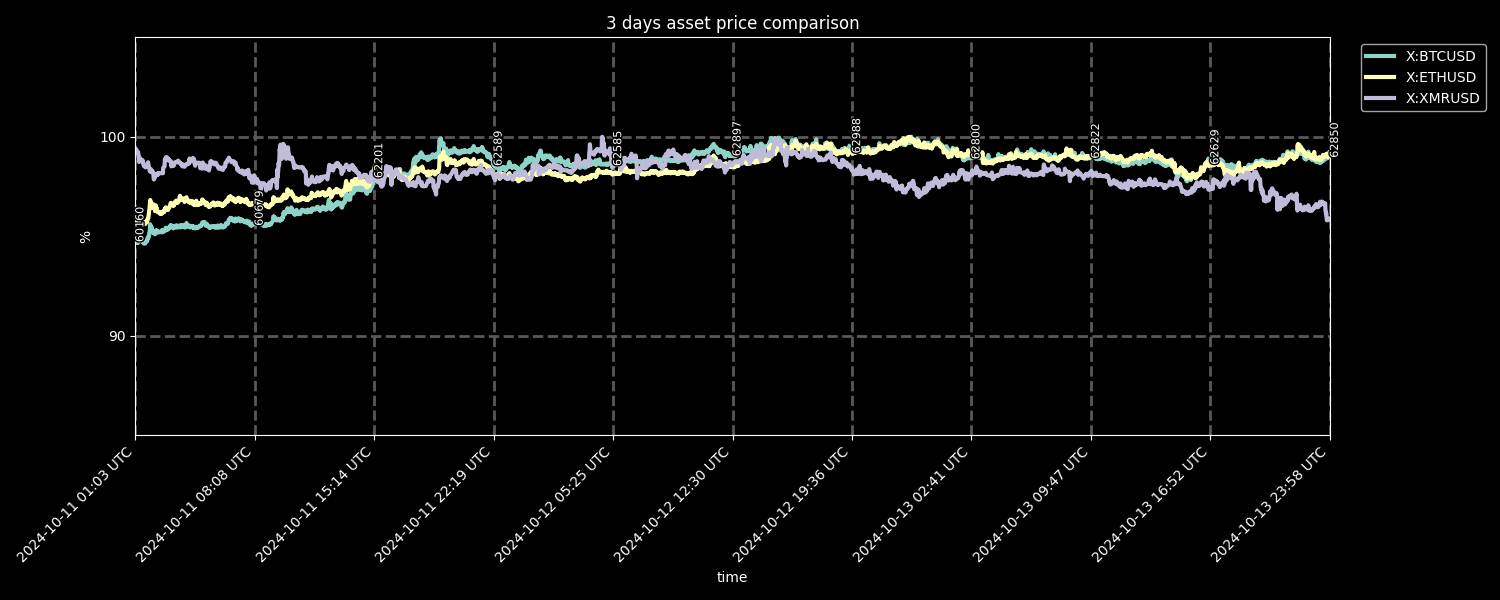 3 days asset price comparison
X:BTCUSD
X:ETHUSD
X:XMRUSD
100
90
%
60160
60679
62201
62589
62585
62897
62988
62800
62822
62629
62850
2024-10-11 01:03 UTC
2024-10-11 08:08 UTC
2024-10-11 15:14 UTC
2024-10-11 22:19 UTC
2024-10-12 05:25 UTC
2024-10-12 12:30 UTC
2024-10-12 19:36 UTC
2024-10-13 02:41 UTC
2024-10-13 09:47 UTC
2024-10-13 16:52 UTC
2024-10-13 23:58 UTC
time